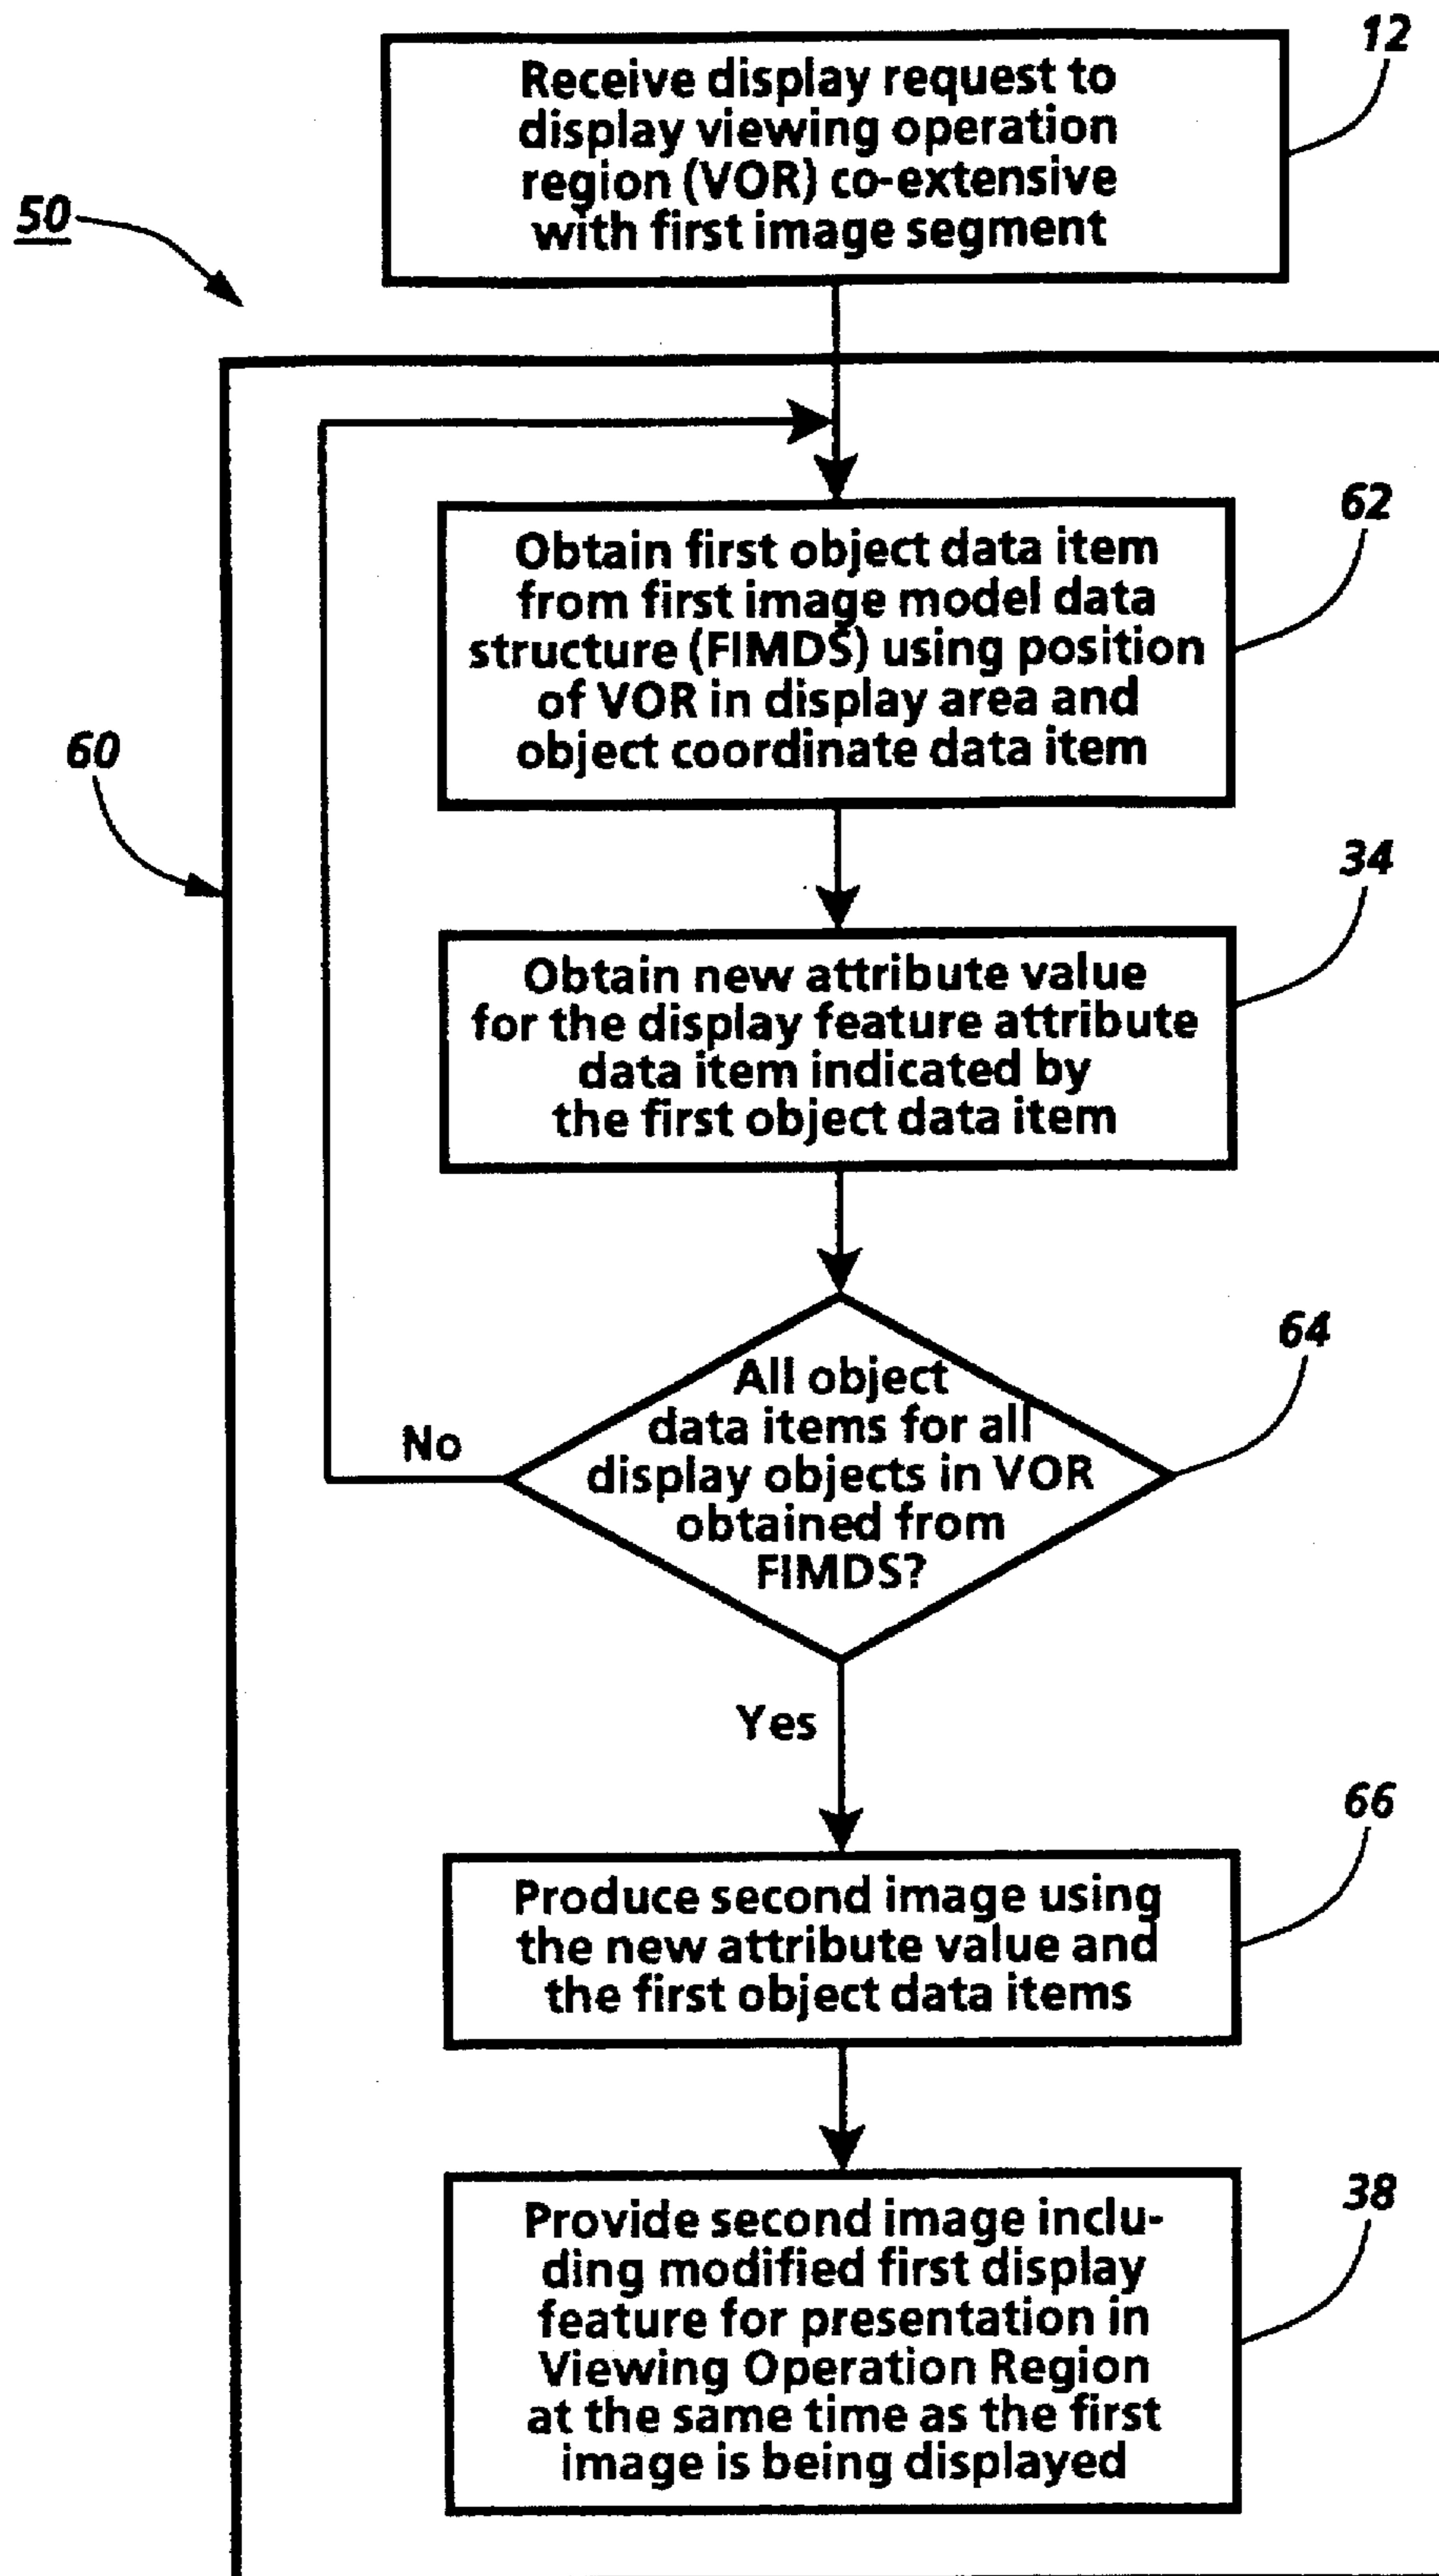 12
Receive display request to
display viewing operation
region (VOR) co-extensive
with first image segment
50
62
Obtain first object data item
from first image model data
structure (FIMDS) using position
of VOR in display area and
object coordinate data item
60
34
Obtain new attribute value
for the display feature attribute
data item indicated by
the first object data item
64
All object
data items for all
display objects in VOR
obtained from
FIMDS?
No
Yes
66
Produce second image using
the new attribute value and
the first object data items
38
Provide second image inclu-
ding modified first display
feature for presentation in
Viewing Operation Region
at the same time as the first
image is being displayed